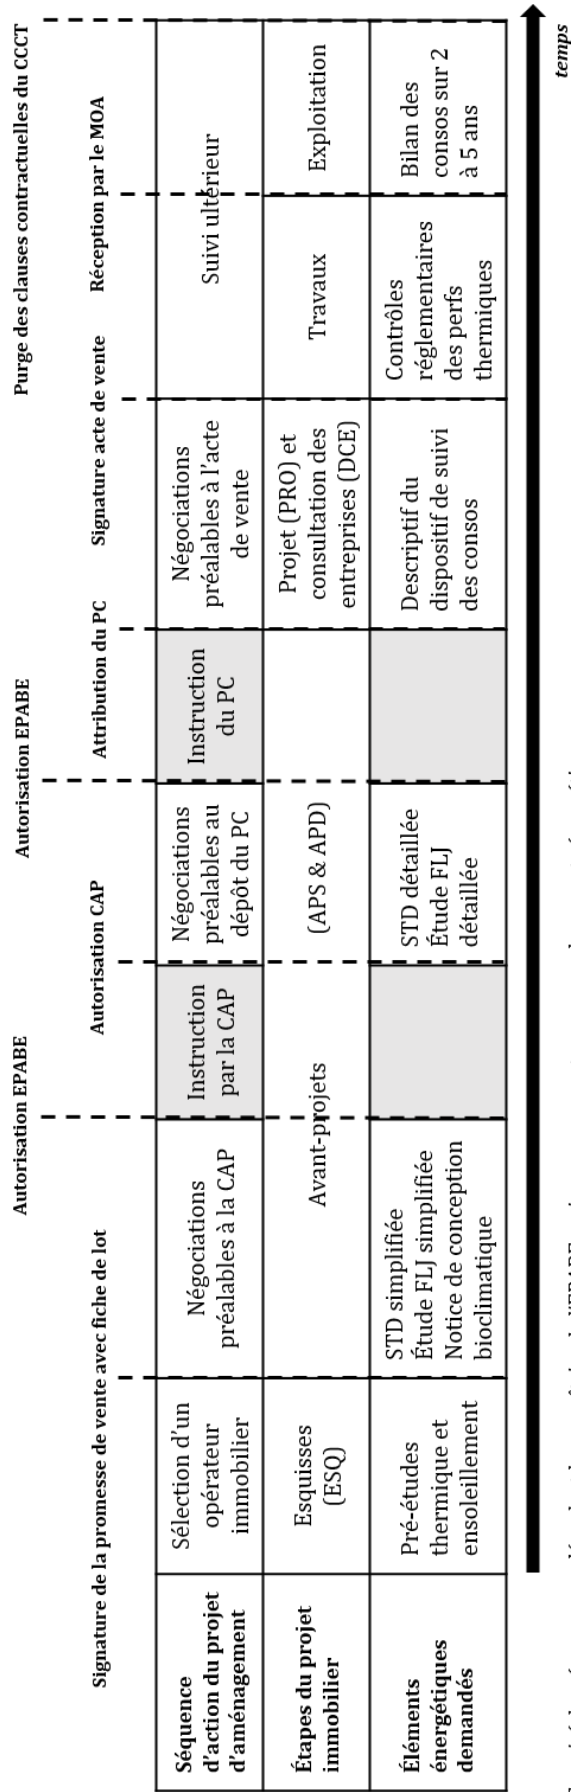 Autorisation EPABE
Autorisation EPABE
Purge des clauses contractuelles du CCCT
Signature de la promesse de vente avec fiche de lot
Autorisation CAP
Attribution du PC
Signature acte de vente
Réception par le MOA
Séquence
d'action du projet
d'aménagement
Sélection d'un
opérateur
immobilier
Négociations
préalables à la CAP
Instruction
par la CAP
Négociations
préalables au
dépôt du PC
Instruction
du PC
Négociations
préalables à l'acte
de vente
Suivi ultérieur
Étapes du projet
immobilier
Esquisses
(ESQ)
Avant-projets
(APS & APD)
Projet (PRO) et
consultation des
entreprises (DCE)
Travaux
Exploitation
Éléments
énergétiques
demandés
Pré-études
thermique et
ensoleillement
STD simplifiée
Étude FLJ simplifiée
Notice de conception
bioclimatique
STD détaillée
Étude FLJ
détaillée
Descriptif du
dispositif de suivi
des consos
Contrôles
réglementaires
des perfs
thermiques
Bilan des
consos sur 2
à 5 ans
temps